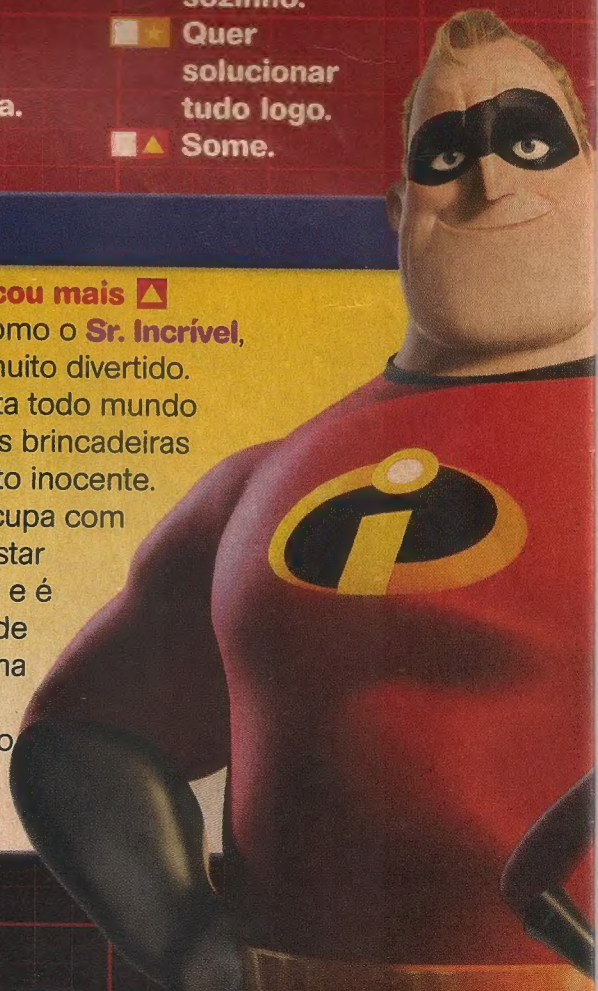 sozinho.
Quer
solucionar
tudo logo.
a.
Some.
cou mais
omo o Sr. Incrível,
nuito divertido.
ta todo mundo
s brincadeiras
to inocente.
cupa com
star
e é
de
na
o
i